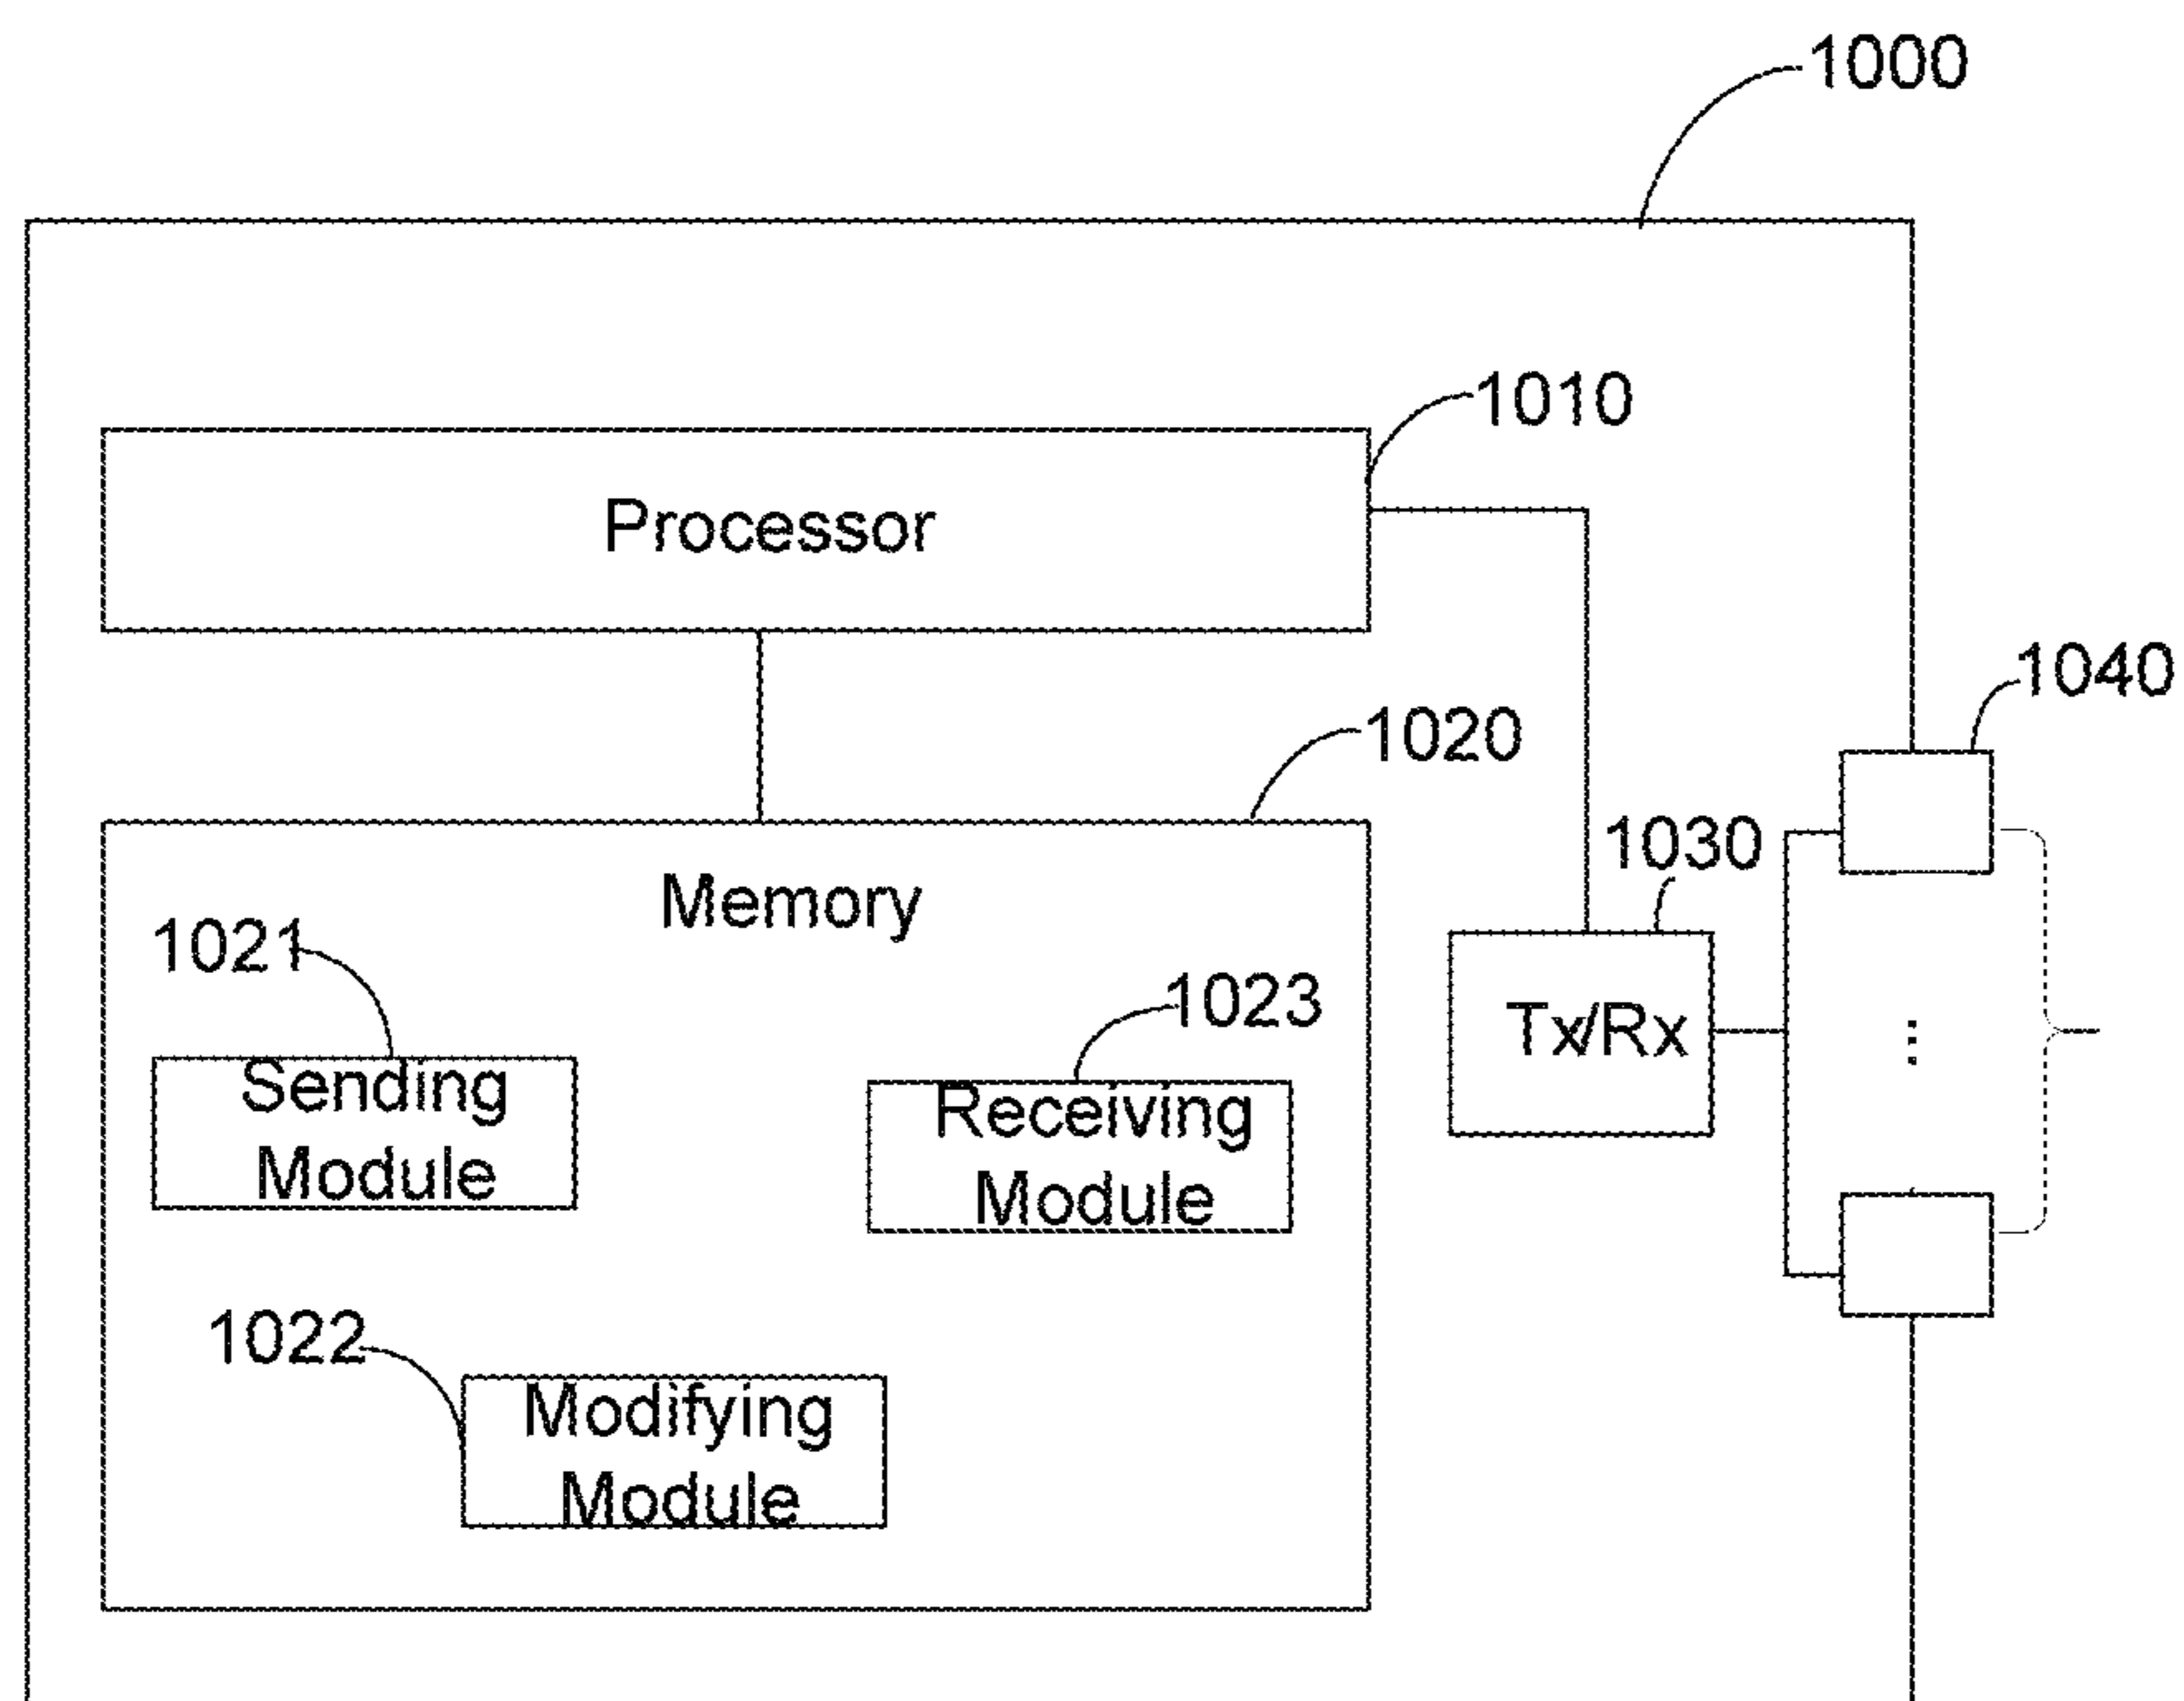 1000
1010
Processor
1040
1020
1030
Memory
1021
1023
Tx/Rx
Sending
Module
Receiving
Module
1022
Modifying
Module